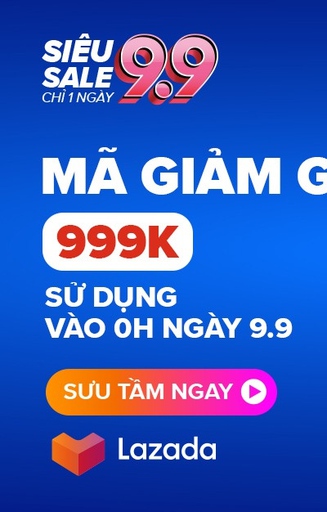 SIÊU
SALE
9.9
CHỈ 1 NGÀY
MÃ GIẢM G
999K
SỬ DỤNG
VÀO 0H NGÀY 9.9
SƯU TẦM NGAY
Lazada